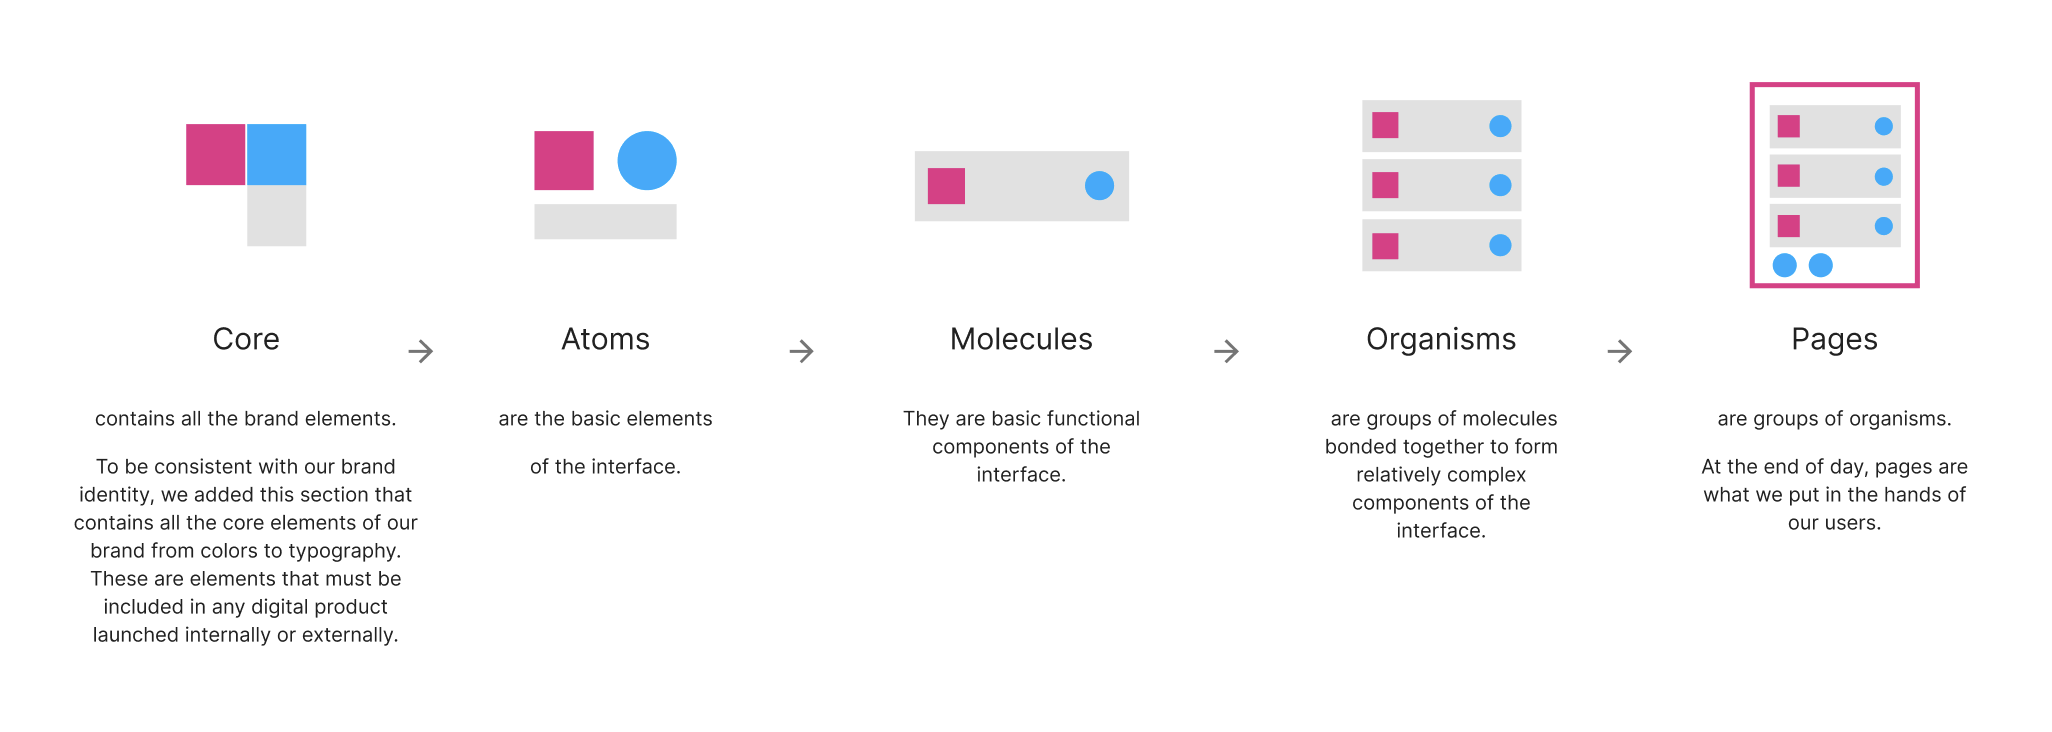 Core
contains all the brand elements.
To be consistent with our brand
identity, we added this section that
contains all the core elements of our
brand from colors to typography.
These are elements that must be
included in any digital product
launched internally or externally.
Atoms
are the basic elements
of the interface.
Molecules
They are basic functional
components of the
interface.
Organisms
are groups of molecules
bonded together to form
relatively complex
components of the
interface.
Pages
are groups of organisms.
At the end of day, pages are
what we put in the hands of
our users.